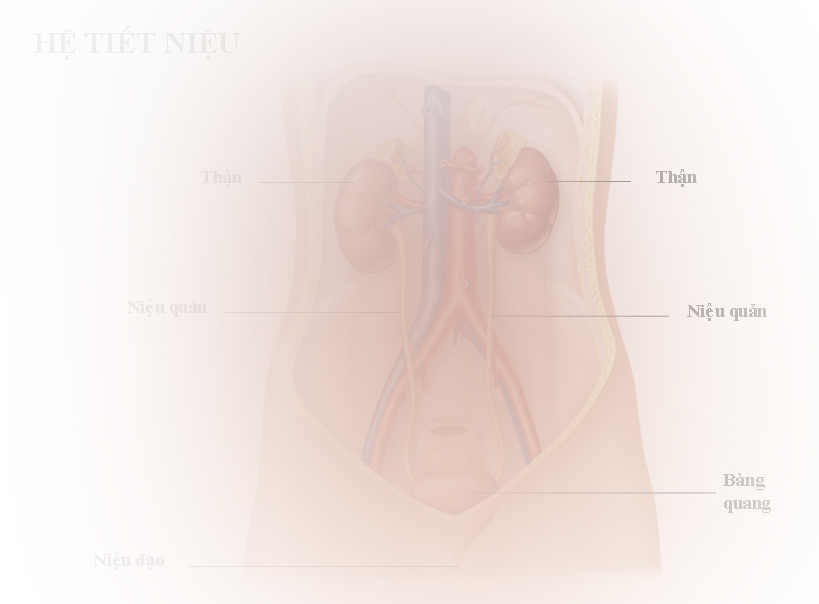 HỆ TIẾT NIỆU
Thận
Thận
Niệu quản
Niệu quản
Bàng
quang
Niệu đạo